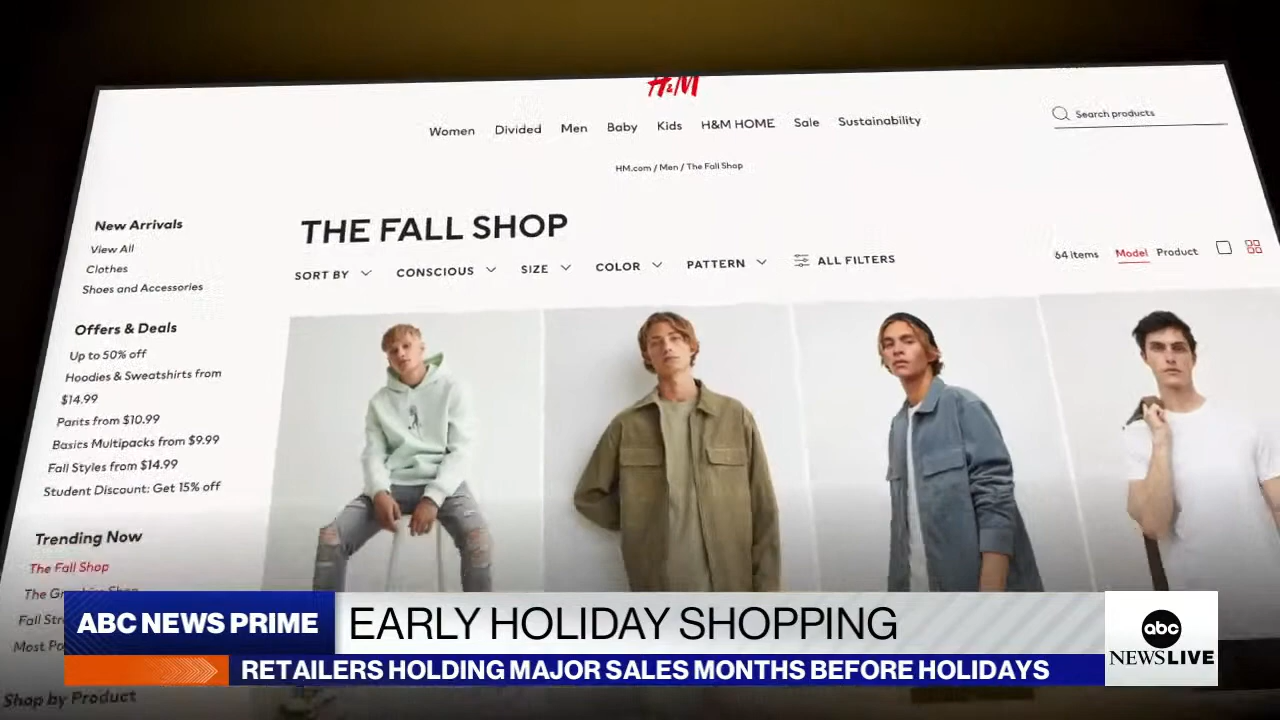 H&M
Women Divided Men Baby Kids H&M HOME Sale Sustainability
Search products
HM.com / Men / The Fall Shop
New Arrivals
View All
Clothes
Shoes and Accessories
Offers & Deals
Up to 50% off
Hoodies & Sweatshirts from
$14.99
Pants from $10.99
Basics Multipacks from $9.99
Fall Styles from $14.99
Student Discount: Get 15% off
Trending Now
The Fall Shop
The Shop
Fall
Most
Shop by Product
THE FALL SHOP
SORT BY CONSCIOUS SIZE COLOR PATTERN ALL FILTERS
64 items Model Product
ABC NEWS PRIME
EARLY HOLIDAY SHOPPING
RETAILERS HOLDING MAJOR SALES MONTHS BEFORE HOLIDAYS
abc
NEWSLIVE